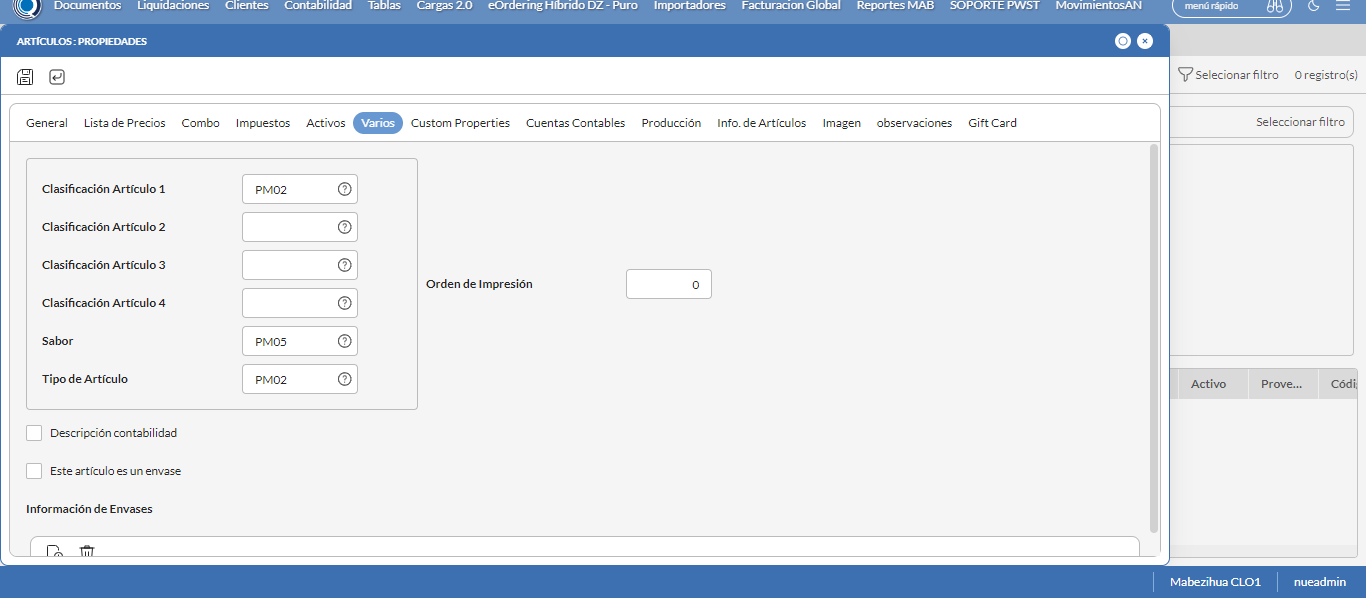 Documentos Liquidaciones Clientes Contabilidad Tablas Cargas 2.0 eOrdering Híbrido DZ - Puro Importadores Facturacion Global Reportes MAB SOPORTE PWST MovimientosAN menú rápido
ARTÍCULOS : PROPIEDADES
Selecionar filtro 0 registro(s)
General Lista de Precios Combo Impuestos Activos Varios Custom Properties Cuentas Contables Producción Info. de Artículos Imagen observaciones Gift Card
Seleccionar filtro
Clasificación Artículo 1 PM02
Clasificación Artículo 2
Clasificación Artículo 3
Clasificación Artículo 4
Orden de Impresión 0
Sabor PM05
Tipo de Artículo PM02
Activo Prove... Códi
Descripción contabilidad
Este artículo es un envase
Información de Envases
Mabezihua CLO1 nueadmin